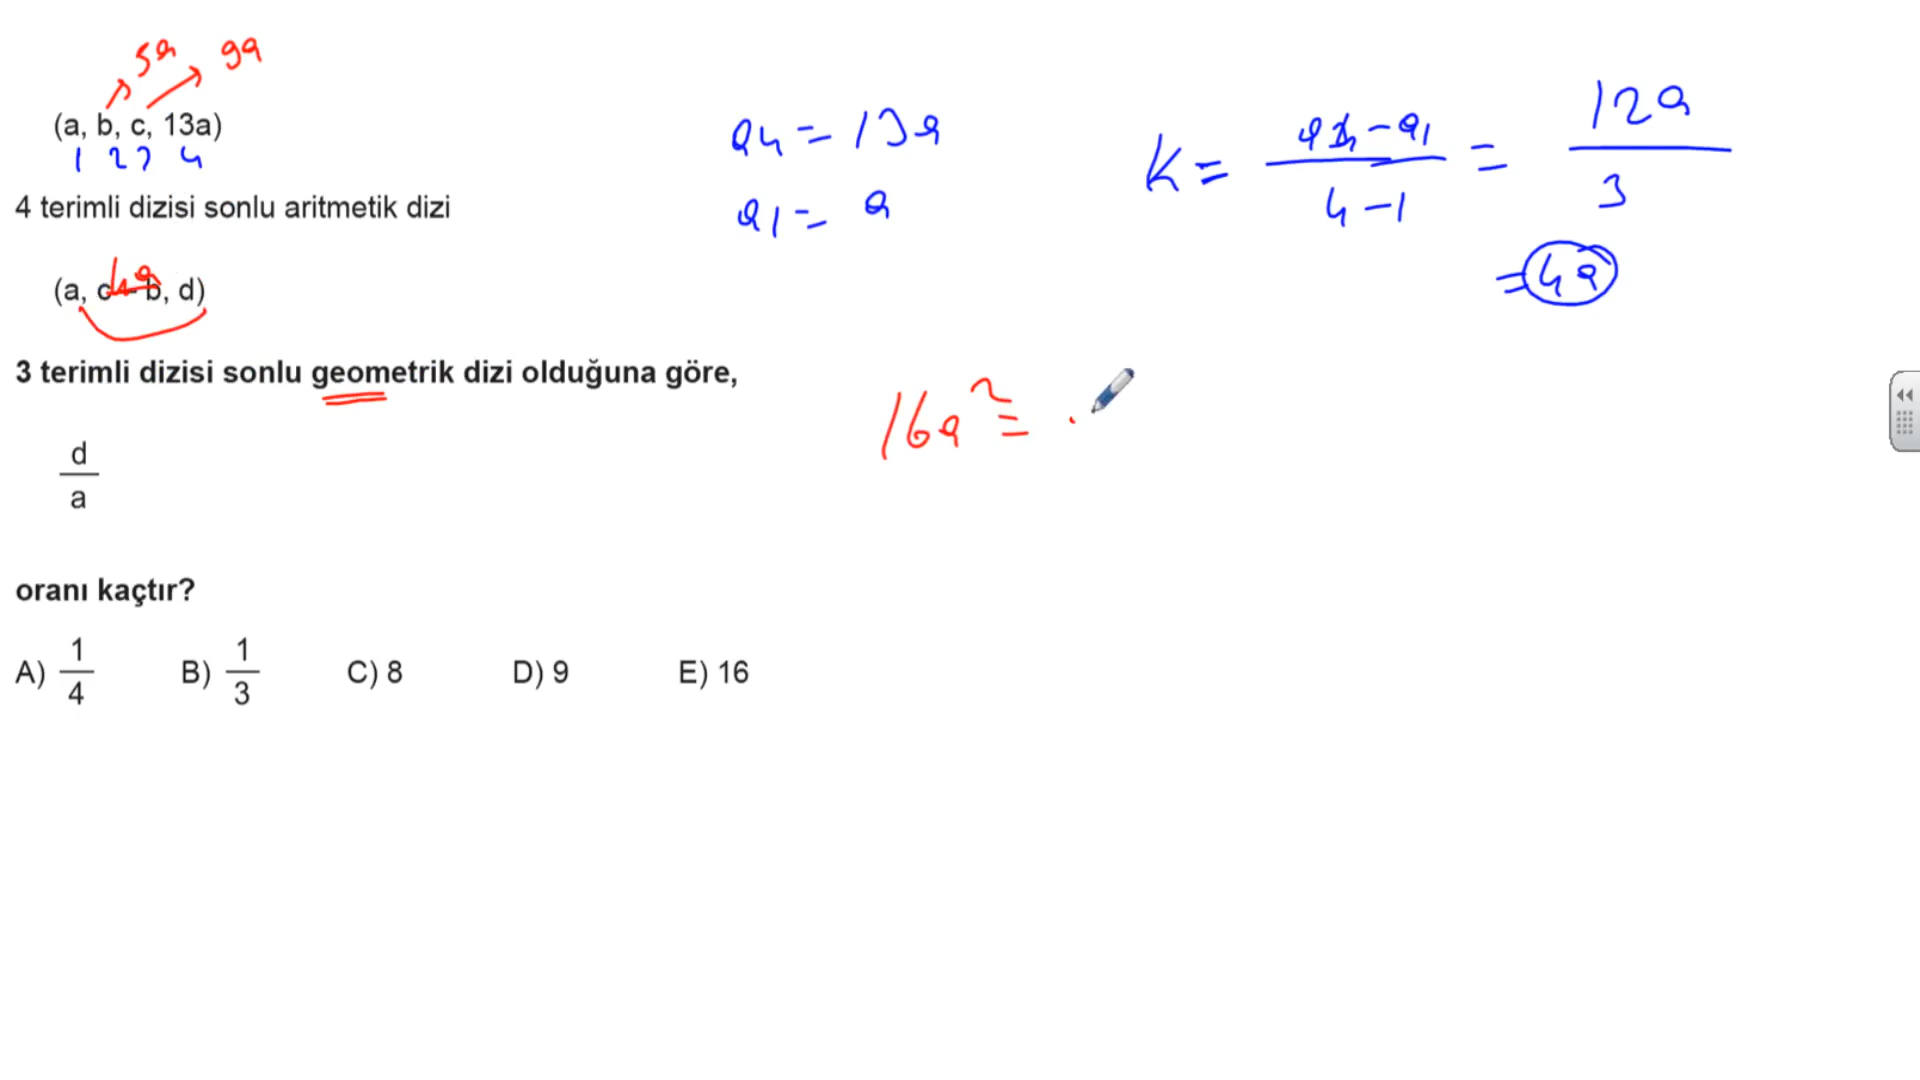 5a 9a
(a, b, c, 13a)
1 2 3 4
4 terimli dizisi sonlu aritmetik dizi
4a
(a, c – b, d)
3 terimli dizisi sonlu geometrik dizi olduğuna göre,
d
a
oranı kaçtır?
A) 1/4 B) 1/3 C) 8 D) 9 E) 16
a4 = 13a
a1 = a
K = a4 - a1 / 4 - 1 = 12a / 3
= 4a
16a² = .